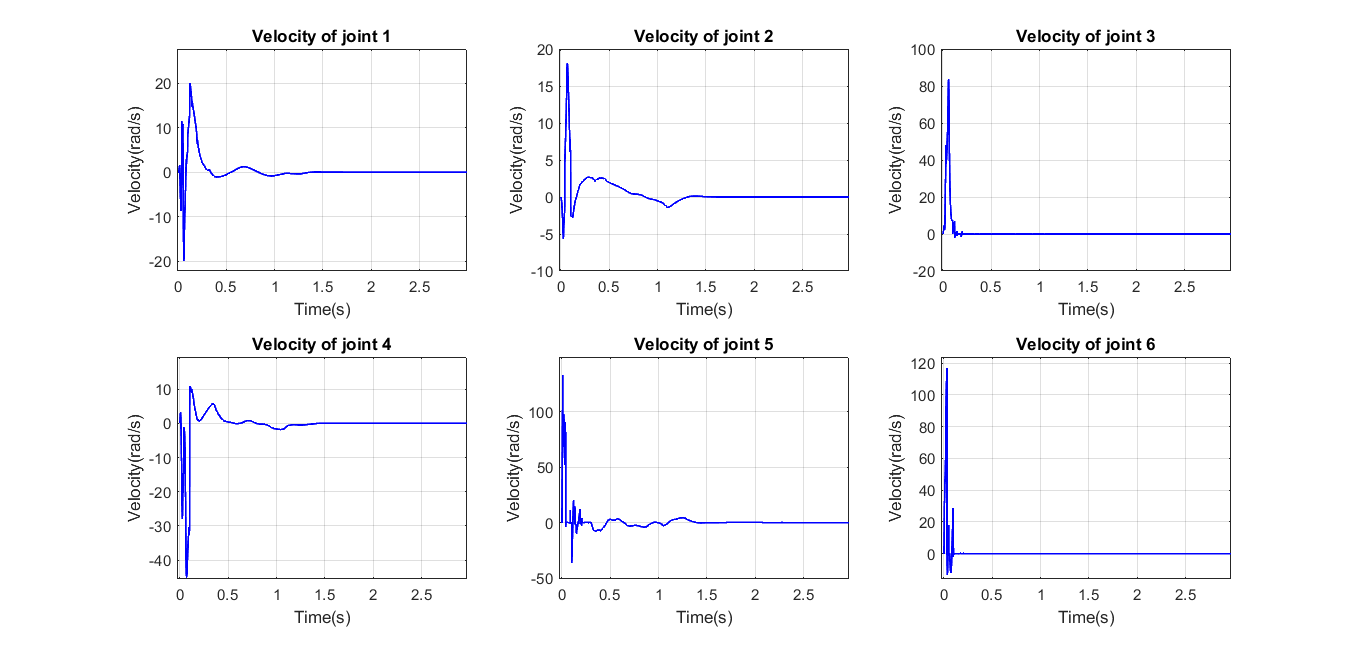 Velocity of joint 1
Velocity(rad/s)
20
10
0
-10
-20
0 0.5 1 1.5 2 2.5
Time(s)
Velocity of joint 2
Velocity(rad/s)
20
15
10
5
0
-5
-10
0 0.5 1 1.5 2 2.5
Time(s)
Velocity of joint 3
Velocity(rad/s)
100
80
60
40
20
0
-20
0 0.5 1 1.5 2 2.5
Time(s)
Velocity of joint 4
Velocity(rad/s)
10
0
-10
-20
-30
-40
0 0.5 1 1.5 2 2.5
Time(s)
Velocity of joint 5
Velocity(rad/s)
100
50
0
-50
0 0.5 1 1.5 2 2.5
Time(s)
Velocity of joint 6
Velocity(rad/s)
120
100
80
60
40
20
0
0 0.5 1 1.5 2 2.5
Time(s)